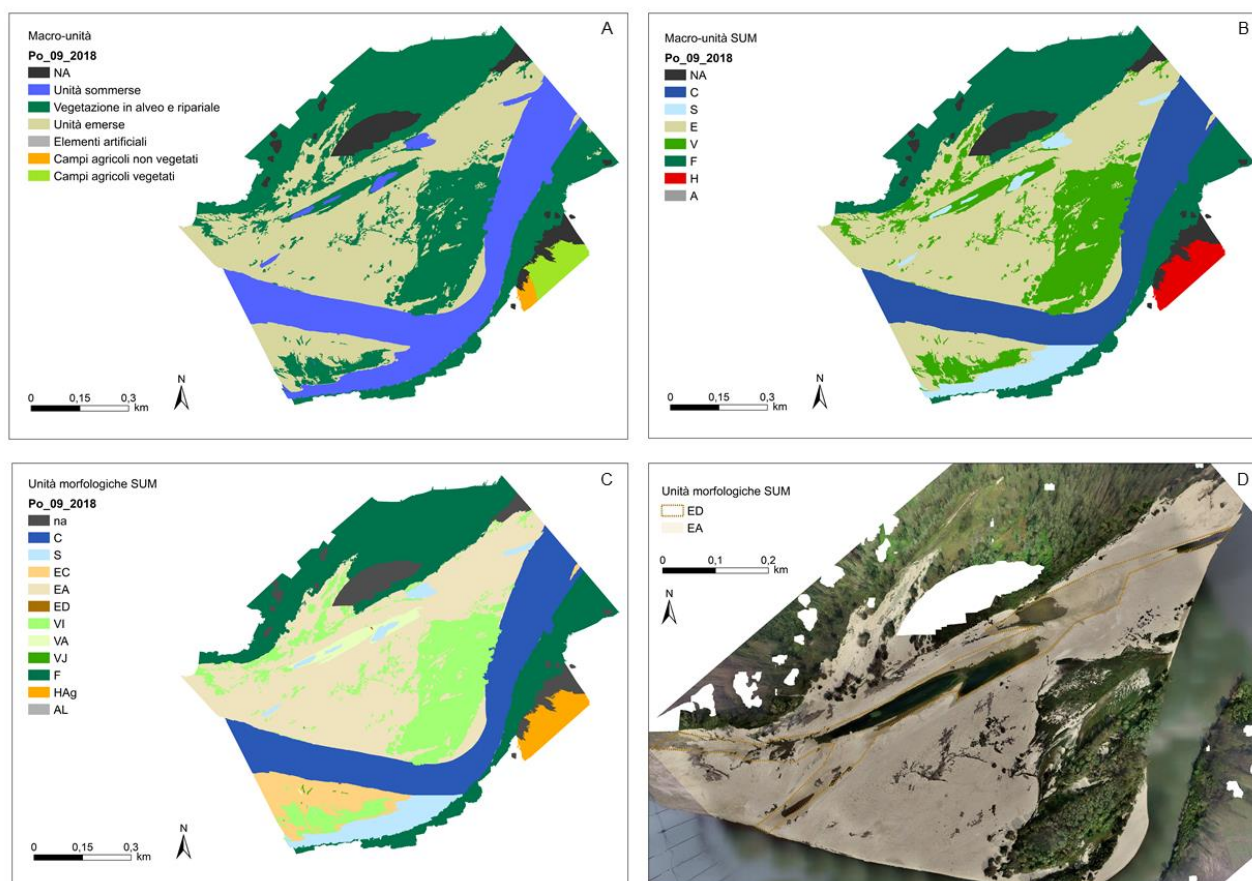 A
Macro-unità
Po_09_2018
NA
Unità sommerse
Vegetazione in alveo e ripariale
Unità emerse
Elementi artificiali
Campi agricoli non vegetati
Campi agricoli vegetati
N
0 0,15 0,3
km
B
Macro-unità SUM
Po_09_2018
NA
C
S
E
V
F
H
A
N
0 0,15 0,3
km
C
Unità morfologiche SUM
Po_09_2018
na
C
S
EC
EA
ED
VI
VA
VJ
F
HAg
AL
N
0 0,15 0,3
km
D
Unità morfologiche SUM
ED
EA
0 0,1 0,2
km
N